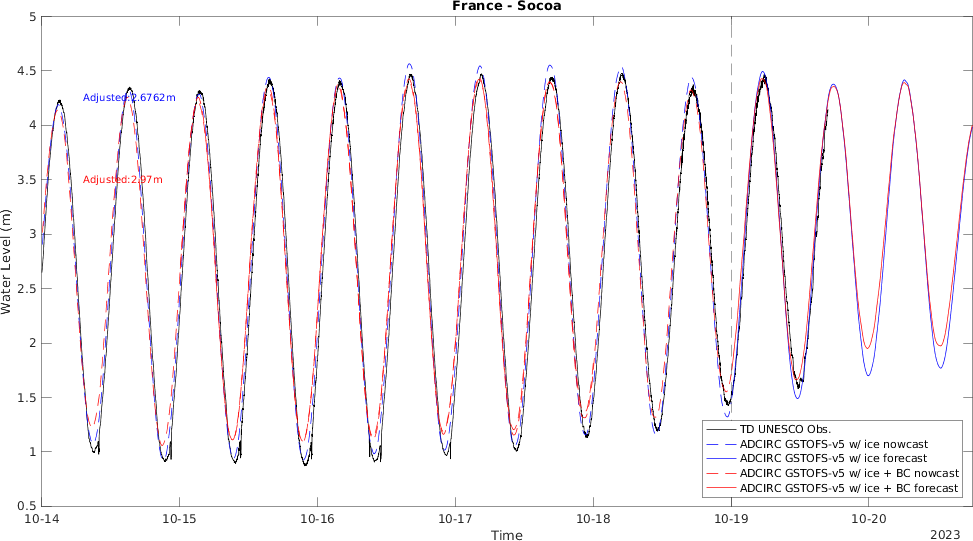 France - Socoa
5
4.5
4
3.5
3
2.5
2
1.5
1
0.5
Water Level (m)
Adjusted:2.6762m
Adjusted:2.97m
TD UNESCO Obs.
ADCIRC GSTOFS-v5 w/ ice nowcast
ADCIRC GSTOFS-v5 w/ ice forecast
ADCIRC GSTOFS-v5 w/ ice + BC nowcast
ADCIRC GSTOFS-v5 w/ ice + BC forecast
10-14 10-15 10-16 10-17 10-18 10-19 10-20
Time
2023